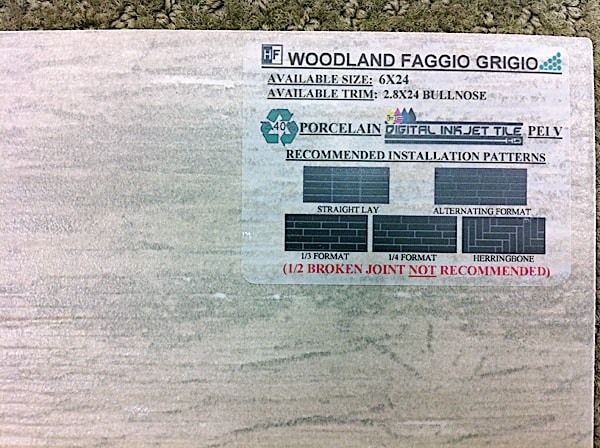 HF WOODLAND FAGGIO GRIGIO
AVAILABLE SIZE: 6X24
AVAILABLE TRIM: 2.8X24 BULLNOSE
40 PORCELAIN DIGITAL INKJET TILE HD PEI V
RECOMMENDED INSTALLATION PATTERNS
STRAIGHT LAY ALTERNATING FORMAT
1/3 FORMAT 1/4 FORMAT HERRINGBONE
(1/2 BROKEN JOINT NOT RECOMMENDED)